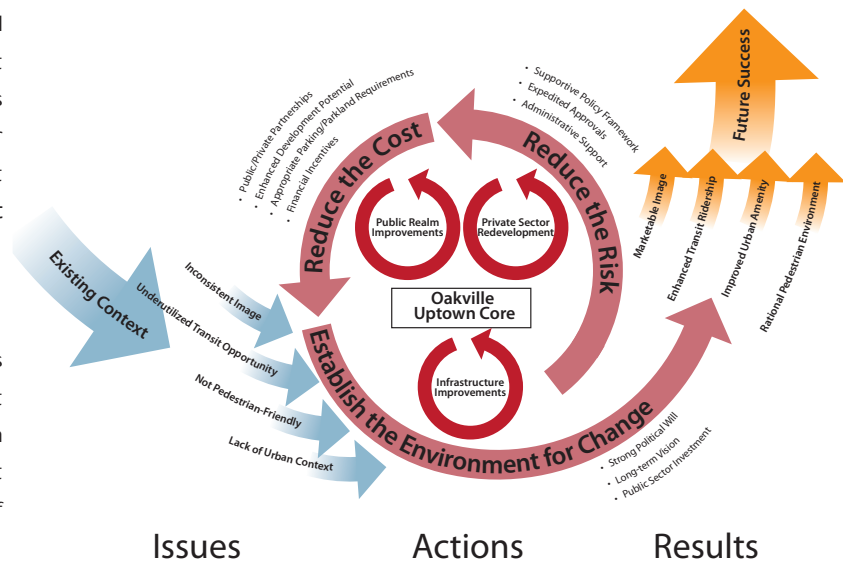 Existing Context
Inconsistent Image
Underutilized Transit Opportunity
Not Pedestrian-Friendly
Lack of Urban Context
• Public/Private Partnerships
• Enhanced Development Potential
• Appropriate Parking/Parkland Requirements
• Financial Incentives
Reduce the Cost
• Supportive Policy Framework
• Expedited Approvals
• Administrative Support
Reduce the Risk
Public Realm
Improvements
Private Sector
Redevelopment
Oakville
Uptown Core
Infrastructure
Improvements
Establish the Environment for Change
• Strong Political Will
• Long-term Vision
• Public Sector Investment
Marketable Image
Enhanced Transit Ridership
Improved Urban Amenity
Rational Pedestrian Environment
Future Success
Issues
Actions
Results